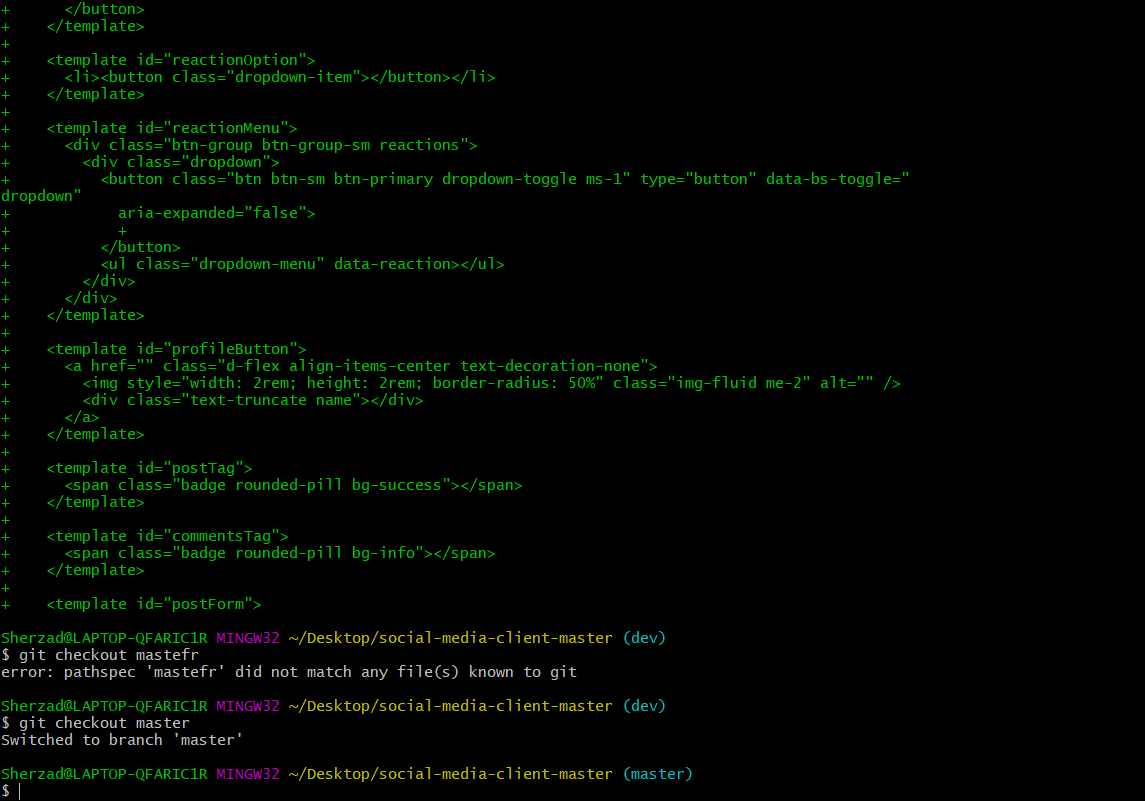 +      </button>
+    </template>
+
+    <template id="reactionOption">
+      <li><button class="dropdown-item"></button></li>
+    </template>
+
+    <template id="reactionMenu">
+      <div class="btn-group btn-group-sm reactions">
+        <div class="dropdown">
+          <button class="btn btn-sm btn-primary dropdown-toggle ms-1" type="button" data-bs-toggle="
dropdown"
+            aria-expanded="false">
+            +
+          </button>
+          <ul class="dropdown-menu" data-reaction></ul>
+        </div>
+      </div>
+    </template>
+
+    <template id="profileButton">
+      <a href="" class="d-flex align-items-center text-decoration-none">
+        <img style="width: 2rem; height: 2rem; border-radius: 50%" class="img-fluid me-2" alt="" />
+        <div class="text-truncate name"></div>
+      </a>
+    </template>
+
+    <template id="postTag">
+      <span class="badge rounded-pill bg-success"></span>
+    </template>
+
+    <template id="commentsTag">
+      <span class="badge rounded-pill bg-info"></span>
+    </template>
+
+    <template id="postForm">
Sherzad@LAPTOP-QFARIC1R MINGW32 ~/Desktop/social-media-client-master (dev)
$ git checkout mastefr
error: pathspec 'mastefr' did not match any file(s) known to git
Sherzad@LAPTOP-QFARIC1R MINGW32 ~/Desktop/social-media-client-master (dev)
$ git checkout master
Switched to branch 'master'
Sherzad@LAPTOP-QFARIC1R MINGW32 ~/Desktop/social-media-client-master (master)
$